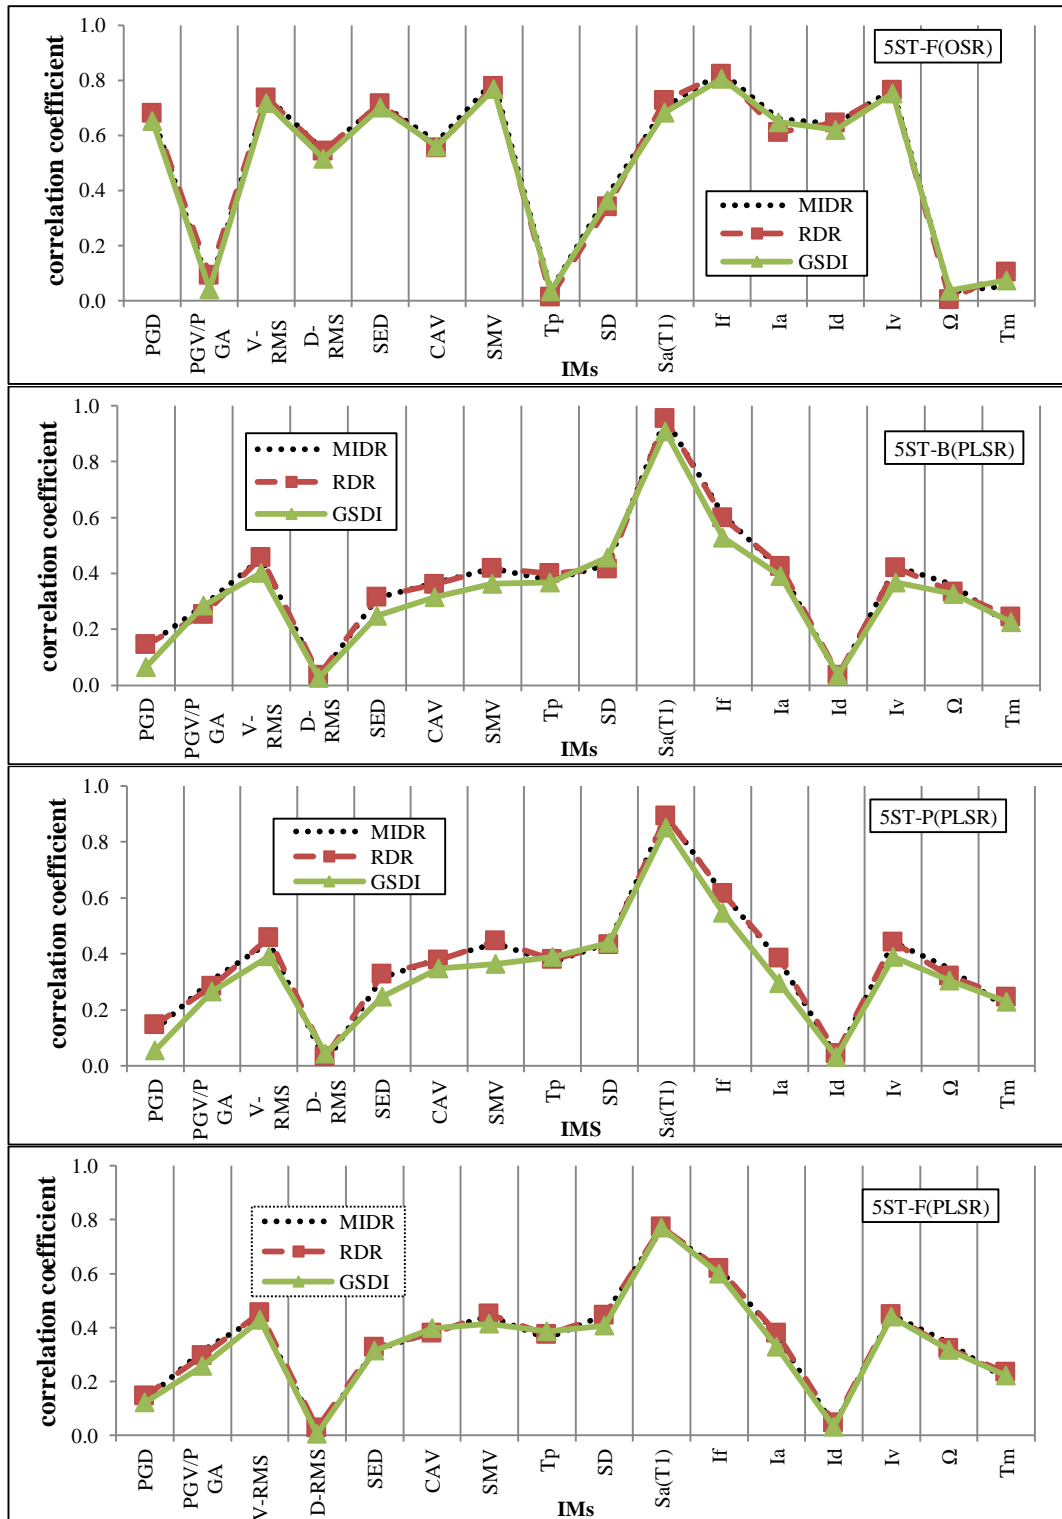 1.0
0.8
0.6
0.4
0.2
0.0
correlation coefficient
5ST-F(OSR)
MIDR
RDR
GSDI
PGD
PGV/P
GA
V-
RMS
D-
RMS
SED
CAV
SMV
Tp
SD
Sa(T1)
If
Ia
Id
Iv
Ω
Tm
IMs
1.0
0.8
0.6
0.4
0.2
0.0
correlation coefficient
MIDR
RDR
GSDI
5ST-B(PLSR)
PGD
PGV/P
GA
V-
RMS
D-
RMS
SED
CAV
SMV
Tp
SD
Sa(T1)
If
Ia
Id
Iv
Ω
Tm
IMs
1.0
0.8
0.6
0.4
0.2
0.0
correlation coefficient
MIDR
RDR
GSDI
5ST-P(PLSR)
PGD
PGV/P
GA
V-
RMS
D-
RMS
SED
CAV
SMV
Tp
SD
Sa(T1)
If
Ia
Id
Iv
Ω
Tm
IMS
1.0
0.8
0.6
0.4
0.2
0.0
correlation coefficient
MIDR
RDR
GSDI
5ST-F(PLSR)
PGD
PGV/P
GA
V-RMS
D-RMS
SED
CAV
SMV
Tp
SD
Sa(T1)
If
Ia
Id
Iv
Ω
Tm
IMs